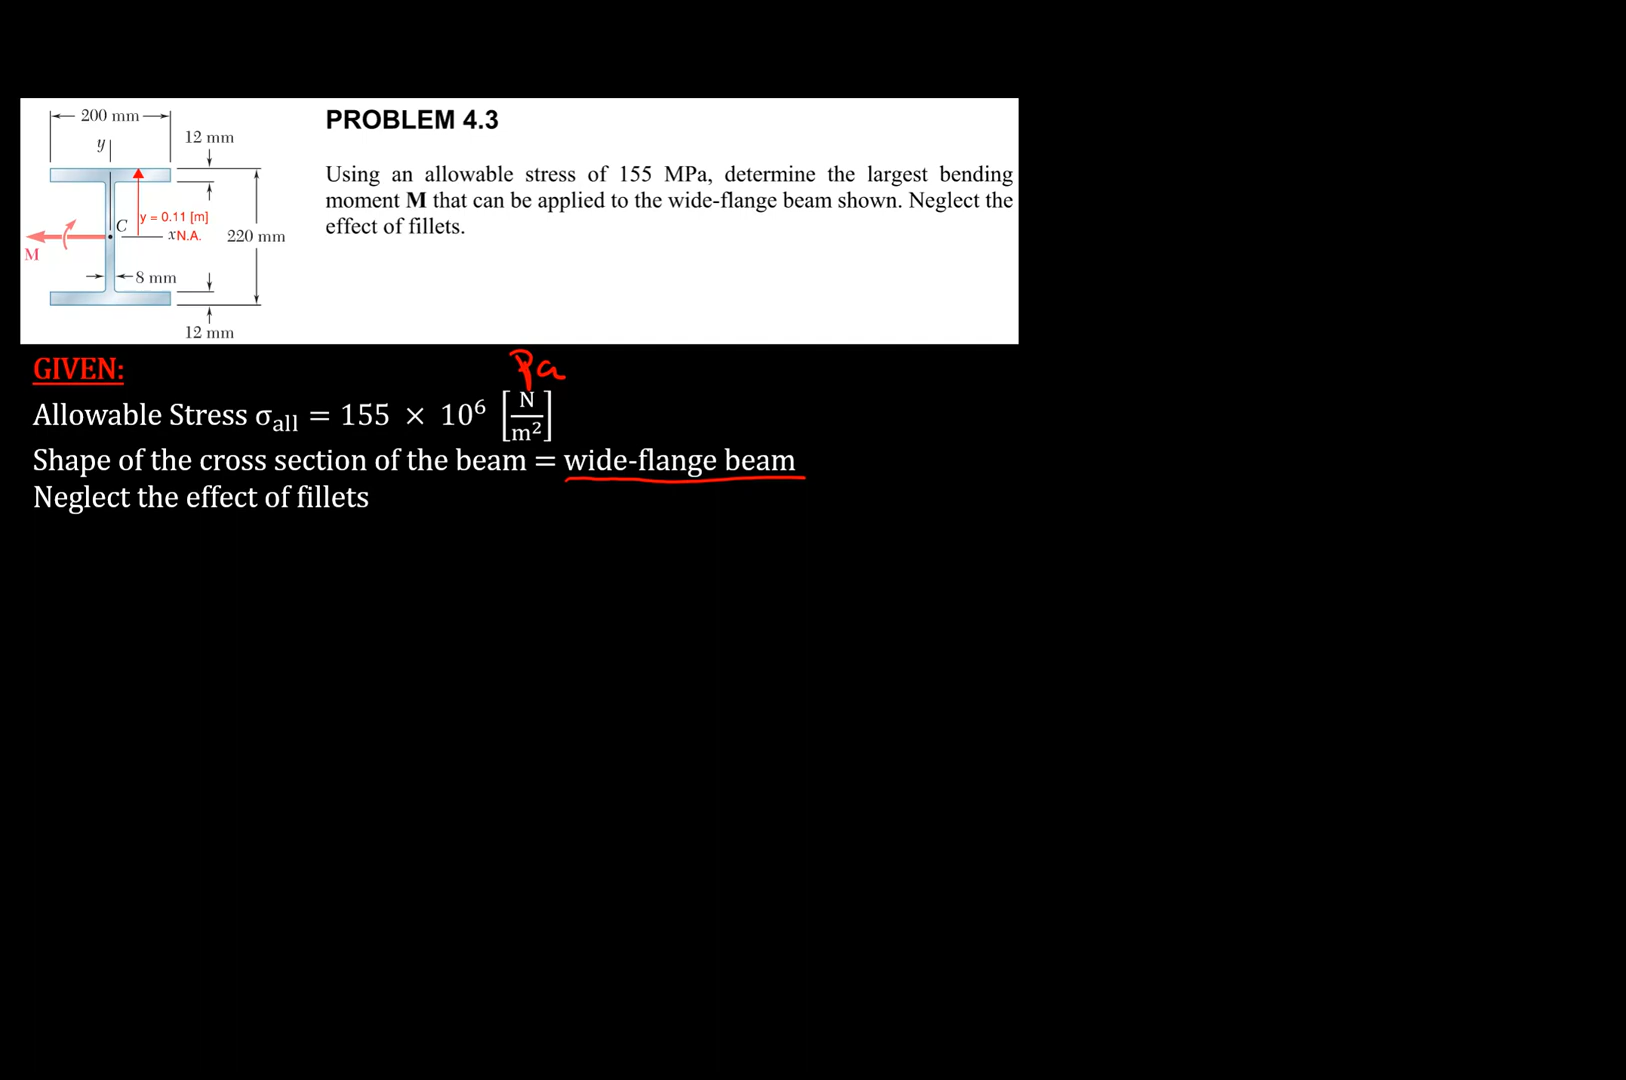 200 mm
12 mm
y
C
y = 0.11 [m]
x N.A.
220 mm
M
8 mm
12 mm
PROBLEM 4.3
Using an allowable stress of 155 MPa, determine the largest bending
moment M that can be applied to the wide-flange beam shown. Neglect the
effect of fillets.
GIVEN:
Pa
Allowable Stress σ_all = 155 × 10⁶ [N/m²]
Shape of the cross section of the beam = wide-flange beam
Neglect the effect of fillets